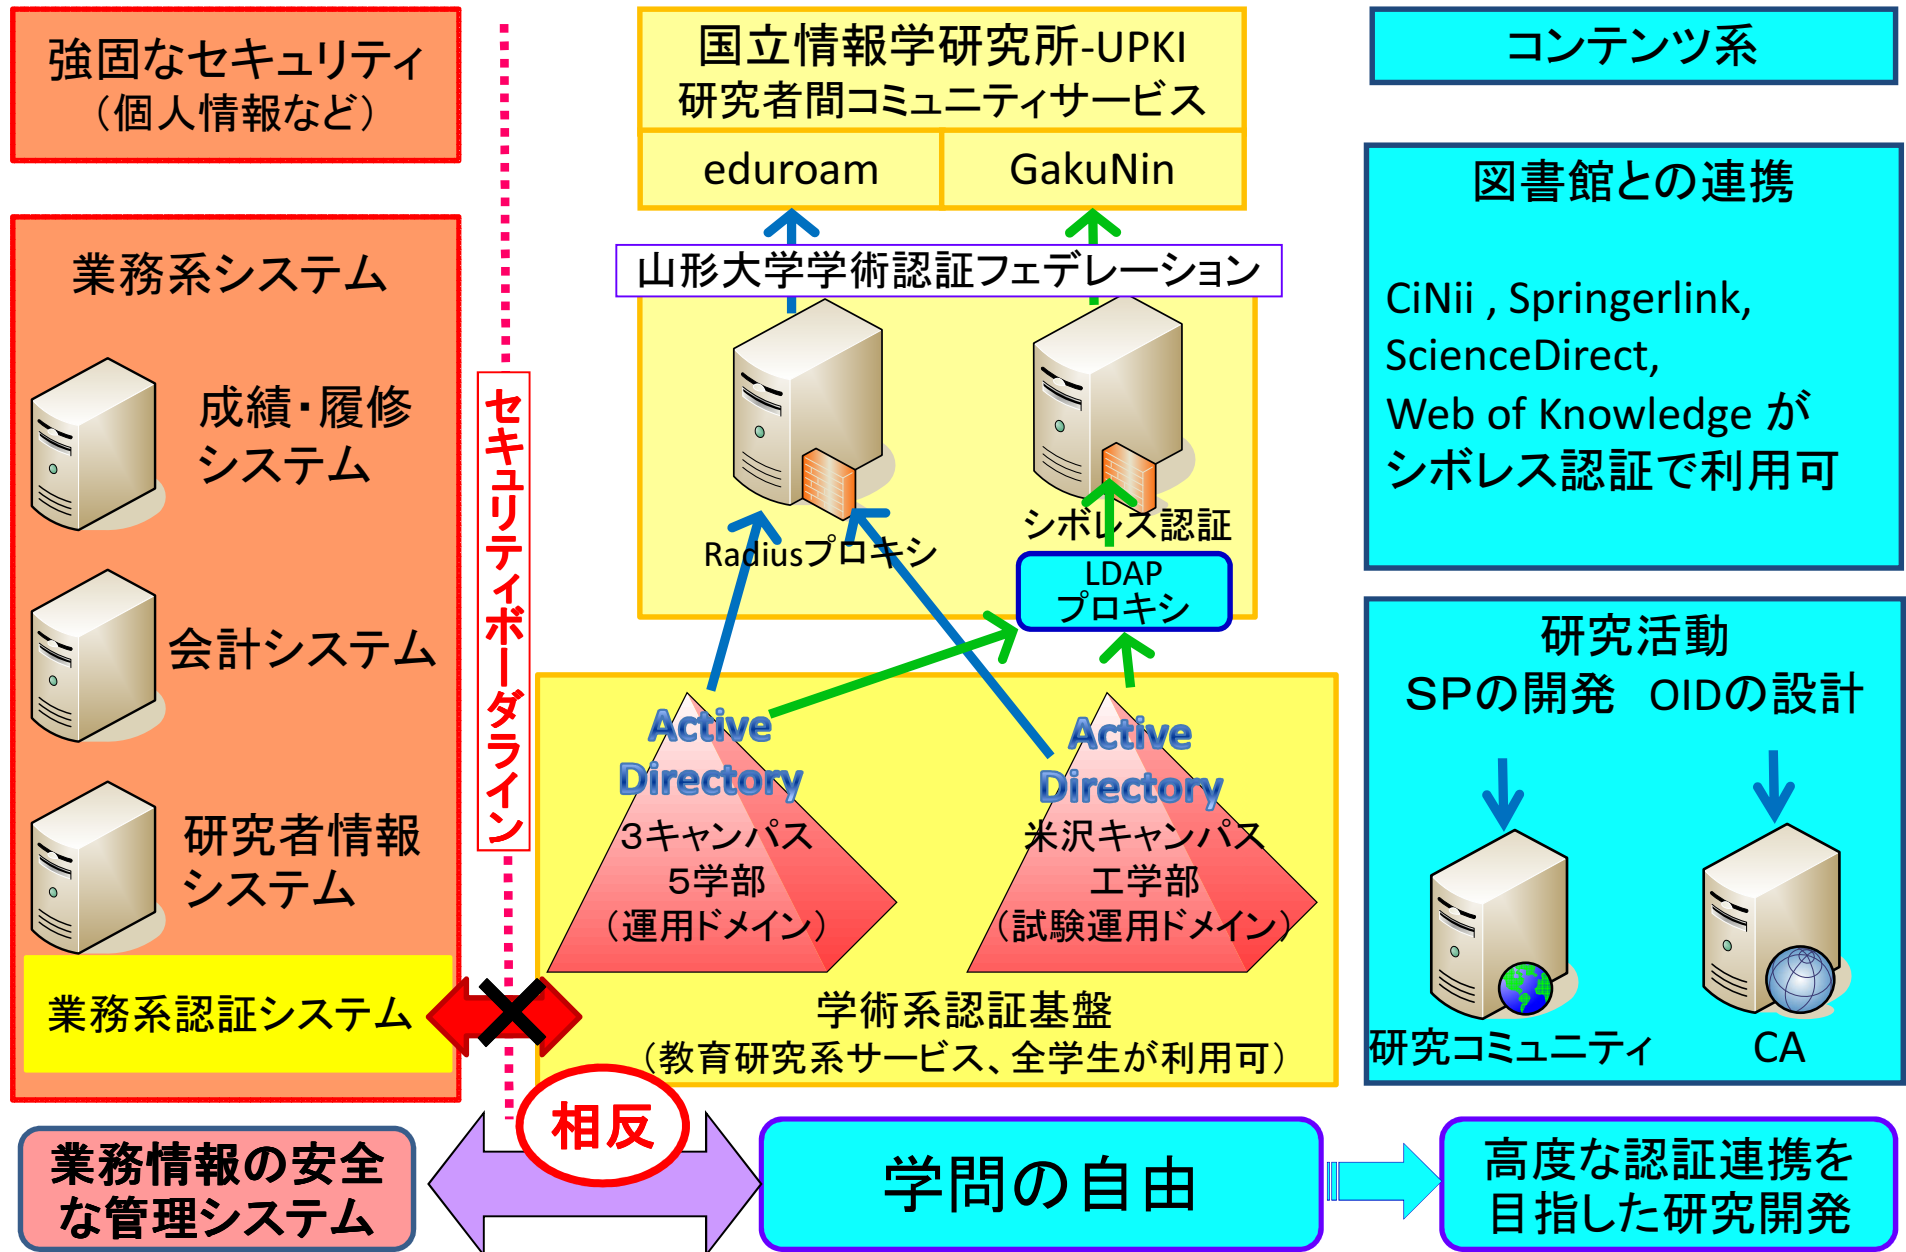 強固なセキュリティ
（個人情報など）
業務系システム
成績・履修
システム
会計システム
研究者情報
システム
業務系認証システム
業務情報の安全
な管理システム
セキュリティボーダライン
国立情報学研究所-UPKI
研究者間コミュニティサービス
eduroam
GakuNin
山形大学学術認証フェデレーション
Radiusプロキシ
シボレス認証
LDAP
プロキシ
Active
Directory
３キャンパス
５学部
（運用ドメイン）
Active
Directory
米沢キャンパス
工学部
（試験運用ドメイン）
学術系認証基盤
（教育研究系サービス、全学生が利用可）
相反
学問の自由
コンテンツ系
図書館との連携
CiNii , Springerlink,
ScienceDirect,
Web of Knowledge が
シボレス認証で利用可
研究活動
ＳＰの開発　OIDの設計
研究コミュニティ
CA
高度な認証連携を
目指した研究開発